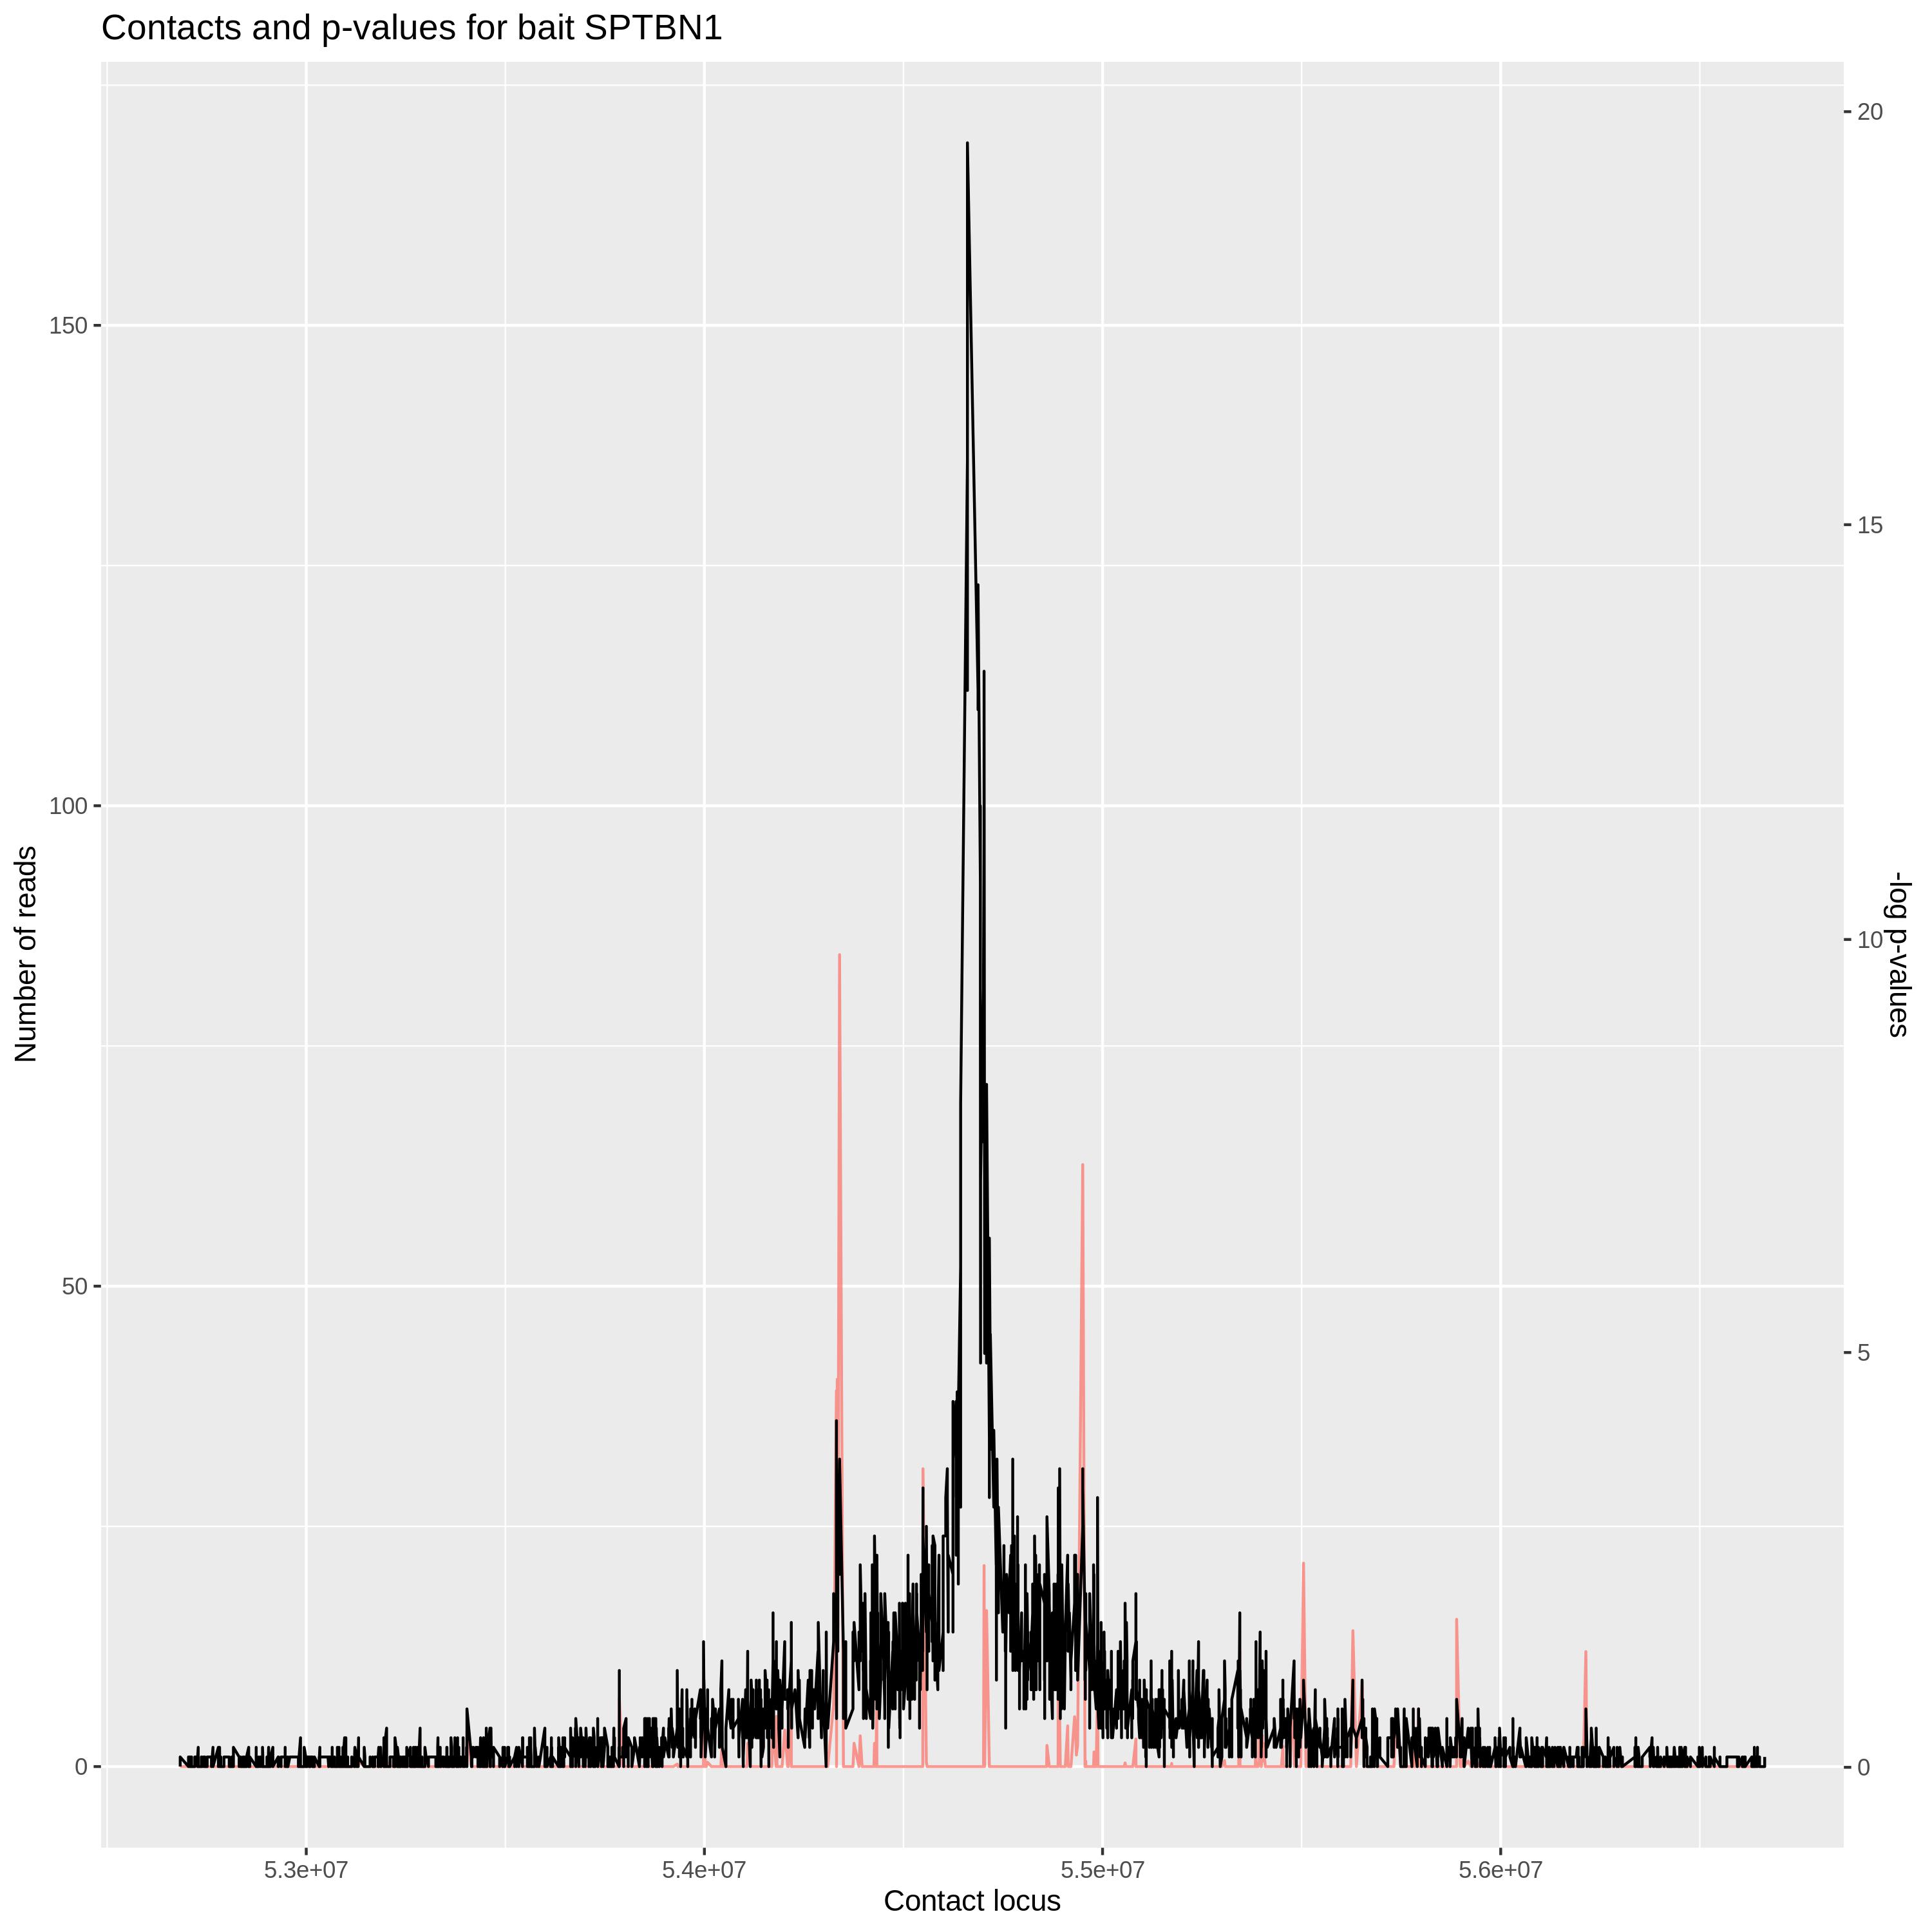 Contacts and p-values for bait SPTBN1
20
15
10
5
0
150
100
50
0
Number of reads
-log p-values
5.3e+07
5.4e+07
5.5e+07
5.6e+07
Contact locus